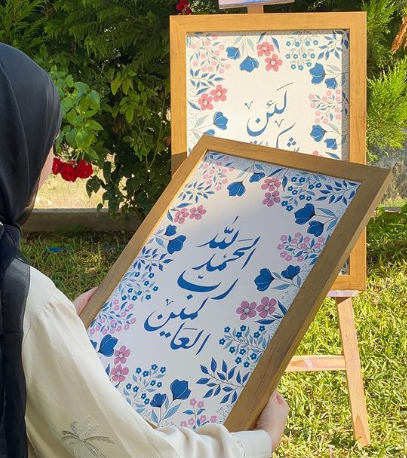 لئن
الحمد لله
رب
العالمين